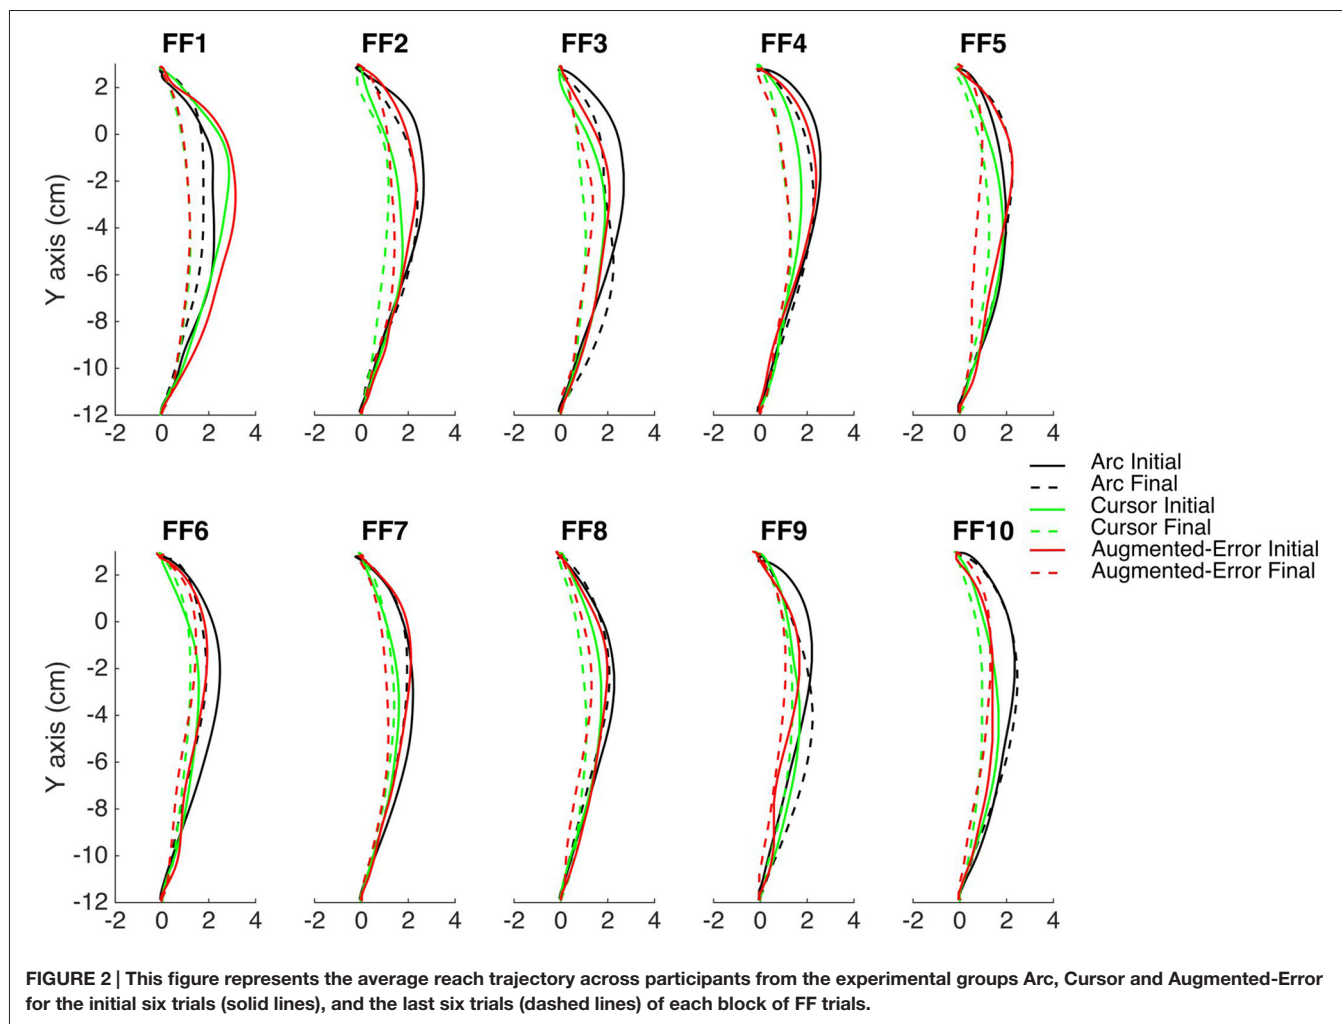 FF1 FF2 FF3 FF4 FF5
Y axis (cm)
2
0
-2
-4
-6
-8
-10
-12
-2 0 2 4 -2 0 2 4 -2 0 2 4 -2 0 2 4 -2 0 2 4
Arc Initial
Arc Final
Cursor Initial
Cursor Final
Augmented-Error Initial
Augmented-Error Final
FF6 FF7 FF8 FF9 FF10
Y axis (cm)
2
0
-2
-4
-6
-8
-10
-12
-2 0 2 4 -2 0 2 4 -2 0 2 4 -2 0 2 4 -2 0 2 4
FIGURE 2 | This figure represents the average reach trajectory across participants from the experimental groups Arc, Cursor and Augmented-Error
for the initial six trials (solid lines), and the last six trials (dashed lines) of each block of FF trials.